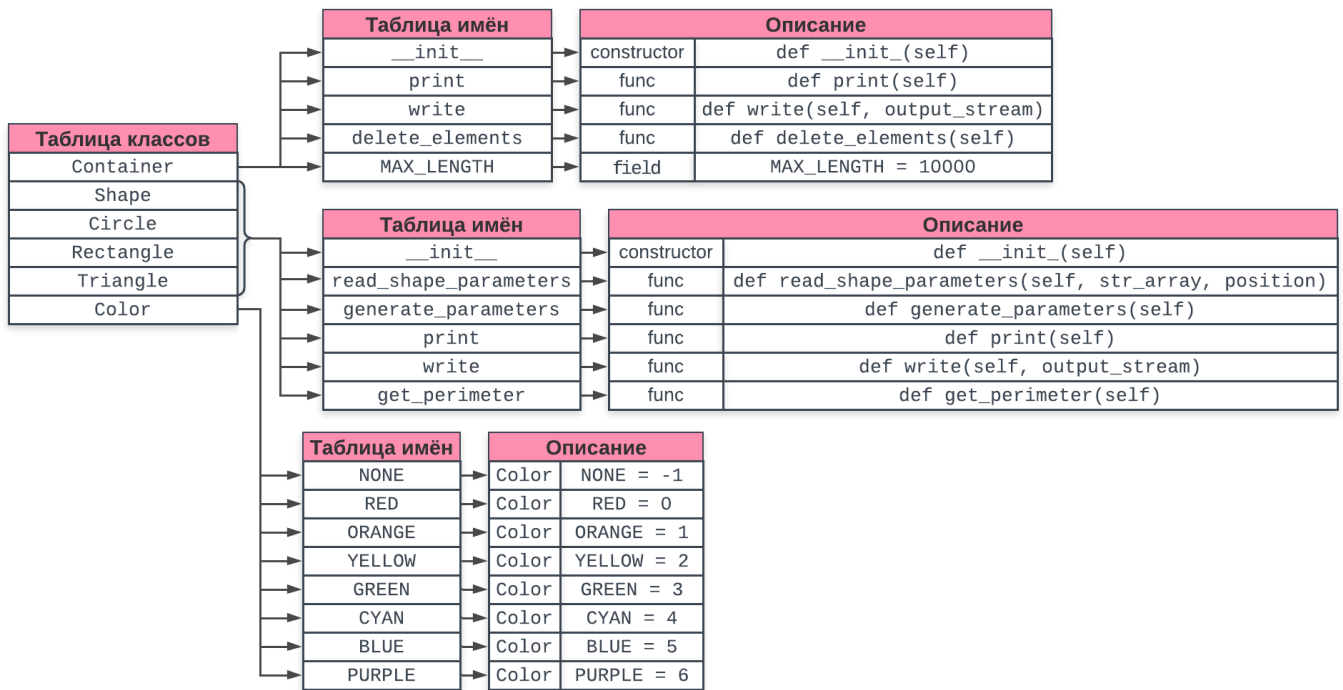 Таблица имён Описание
__init__ constructor def __init_(self)
print func def print(self)
write func def write(self, output_stream)
delete_elements func def delete_elements(self)
MAX_LENGTH field MAX_LENGTH = 10000
Таблица классов
Container
Shape
Circle
Rectangle
Triangle
Color
Таблица имён Описание
__init__ constructor def __init_(self)
read_shape_parameters func def read_shape_parameters(self, str_array, position)
generate_parameters func def generate_parameters(self)
print func def print(self)
write func def write(self, output_stream)
get_perimeter func def get_perimeter(self)
Таблица имён Описание
NONE Color NONE = -1
RED Color RED = 0
ORANGE Color ORANGE = 1
YELLOW Color YELLOW = 2
GREEN Color GREEN = 3
CYAN Color CYAN = 4
BLUE Color BLUE = 5
PURPLE Color PURPLE = 6